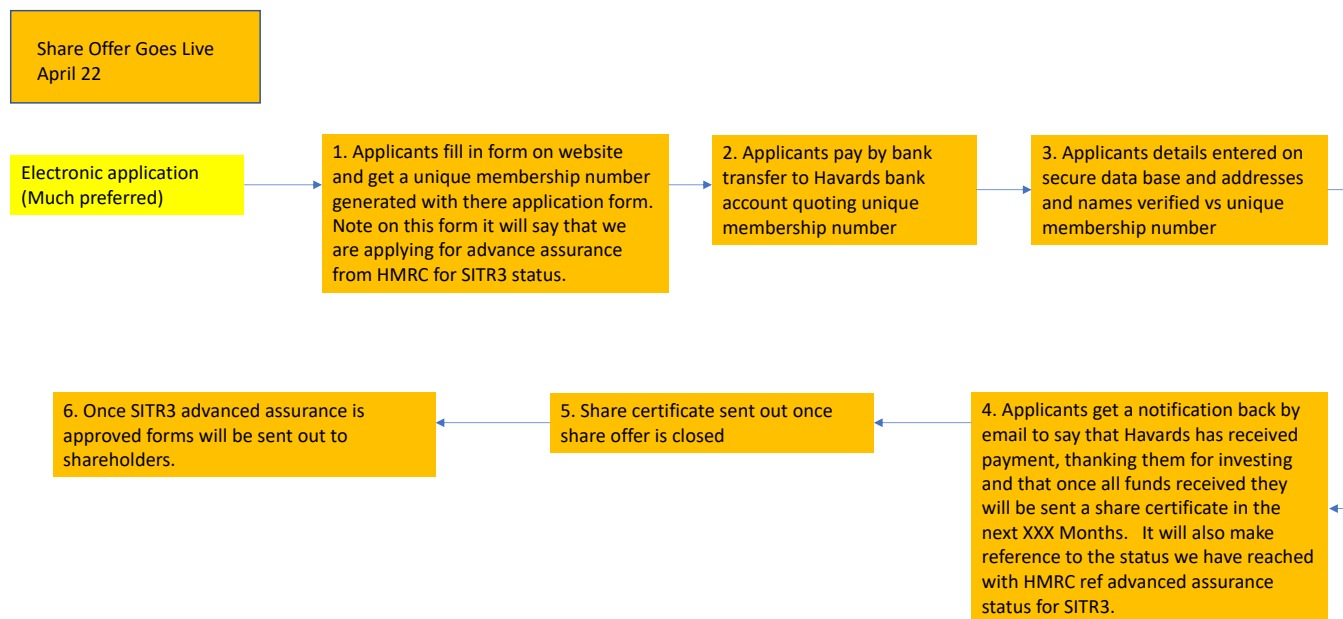 Share Offer Goes Live
April 22
Electronic application
(Much preferred)
1. Applicants fill in form on website
and get a unique membership number
generated with there application form.
Note on this form it will say that we
are applying for advance assurance
from HMRC for SITR3 status.
2. Applicants pay by bank
transfer to Havards bank
account quoting unique
membership number
3. Applicants details entered on
secure data base and addresses
and names verified vs unique
membership number
4. Applicants get a notification back by
email to say that Havards has received
payment, thanking them for investing
and that once all funds received they
will be sent a share certificate in the
next XXX Months.   It will also make
reference to the status we have reached
with HMRC ref advanced assurance
status for SITR3.
5. Share certificate sent out once
share offer is closed
6. Once SITR3 advanced assurance is
approved forms will be sent out to
shareholders.